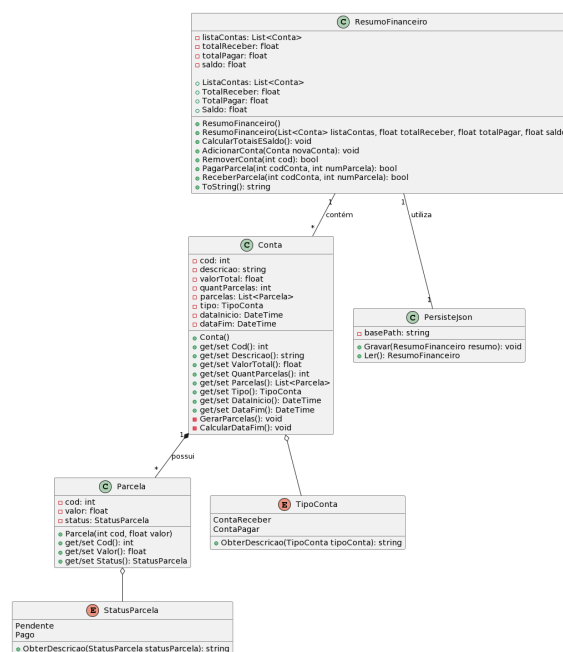 C ResumoFinanceiro
listaContas: List<Conta>
totalReceber: float
totalPagar: float
saldo: float
ListaContas: List<Conta>
TotalReceber: float
TotalPagar: float
Saldo: float
ResumoFinanceiro()
ResumoFinanceiro(List<Conta> listaContas, float totalReceber, float totalPagar, float saldo
CalcularTotaisESaldo(): void
AdicionarConta(Conta novaConta): void
RemoverConta(int cod): bool
PagarParcela(int codConta, int numParcela): bool
ReceberParcela(int codConta, int numParcela): bool
ToString(): string
1 1
contém utiliza
* 1
C Conta
cod: int
descricao: string
valorTotal: float
quantParcelas: int
parcelas: List<Parcela>
tipo: TipoConta
dataInicio: DateTime
dataFim: DateTime
Conta()
get/set Cod(): int
get/set Descricao(): string
get/set ValorTotal(): float
get/set QuantParcelas(): int
get/set Parcelas(): List<Parcela>
get/set Tipo(): TipoConta
get/set DataInicio(): DateTime
get/set DataFim(): DateTime
GerarParcelas(): void
CalcularDataFim(): void
C PersisteJson
basePath: string
Gravar(ResumoFinanceiro resumo): void
Ler(): ResumoFinanceiro
1
possui
*
C Parcela
cod: int
valor: float
status: StatusParcela
Parcela(int cod, float valor)
get/set Cod(): int
get/set Valor(): float
get/set Status(): StatusParcela
E TipoConta
ContaReceber
ContaPagar
ObterDescricao(TipoConta tipoConta): string
E StatusParcela
Pendente
Pago
ObterDescricao(StatusParcela statusParcela): string